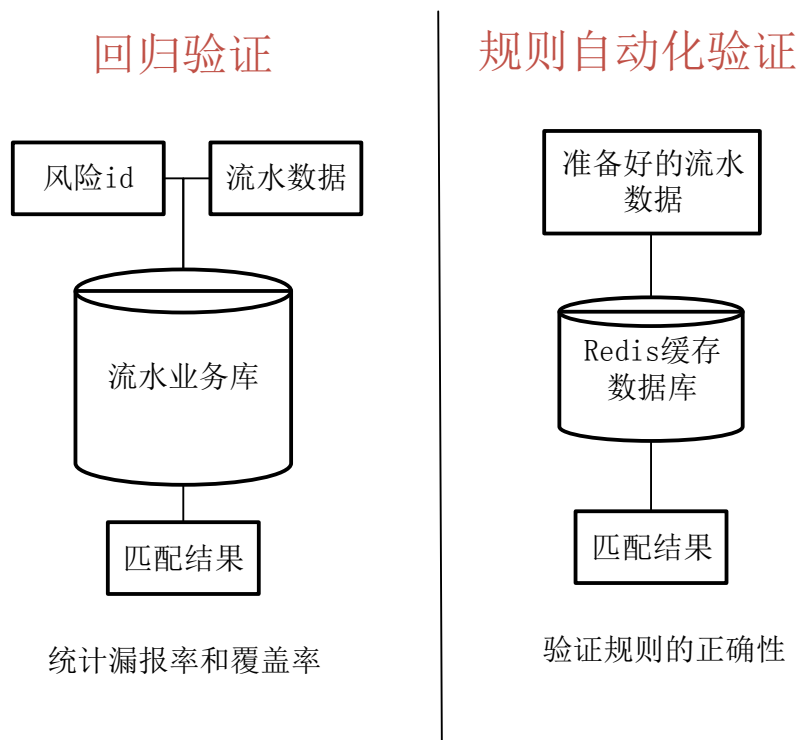 回归验证
风险id
流水数据
流水业务库
匹配结果
统计漏报率和覆盖率
规则自动化验证
准备好的流水
数据
Redis缓存
数据库
匹配结果
验证规则的正确性